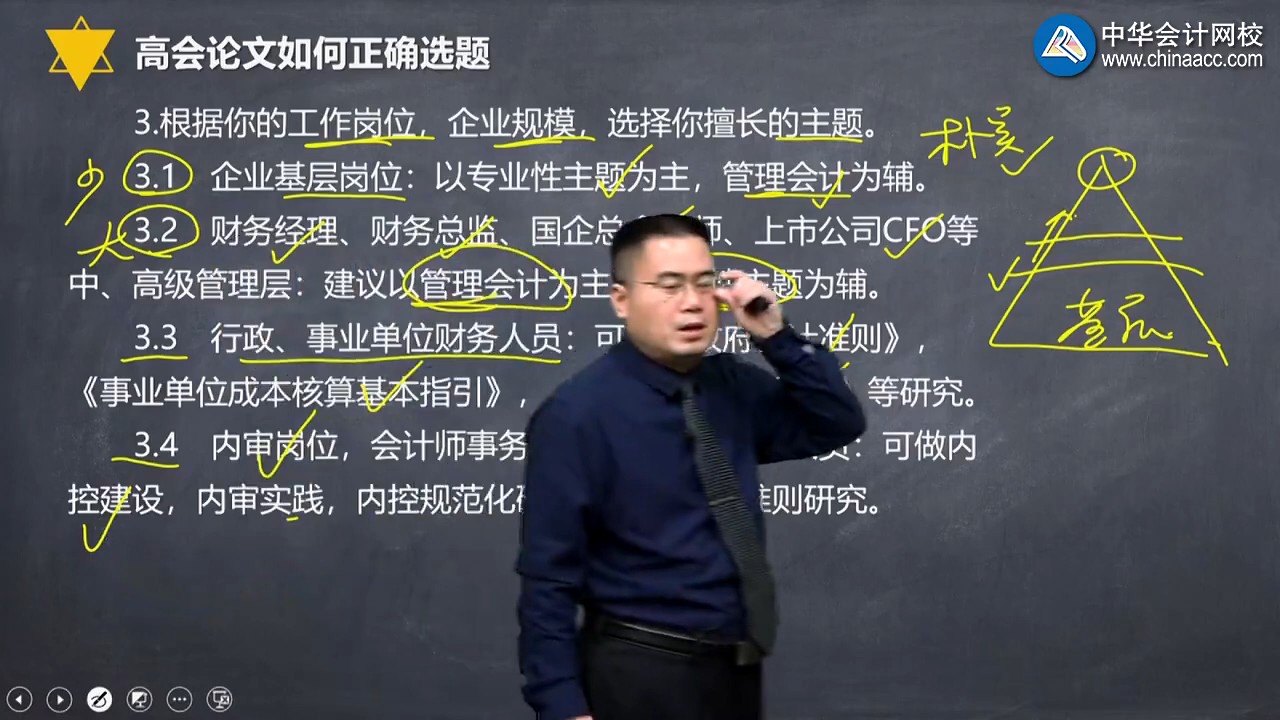 高会论文如何正确选题
中华会计网校
www.chinaacc.com
3.根据你的工作岗位，企业规模，选择你擅长的主题。
3.1 企业基层岗位：以专业性主题为主，管理会计为辅。
3.2 财务经理、财务总监、国企总 师、上市公司CFO等
中、高级管理层：建议以管理会计为主 主题为辅。
3.3 行政、事业单位财务人员：可 政府 计准则》，
《事业单位成本核算基本指引》， 等研究。
3.4 内审岗位，会计师事务 员：可做内
控建设，内审实践，内控规范化 准则研究。
少
大